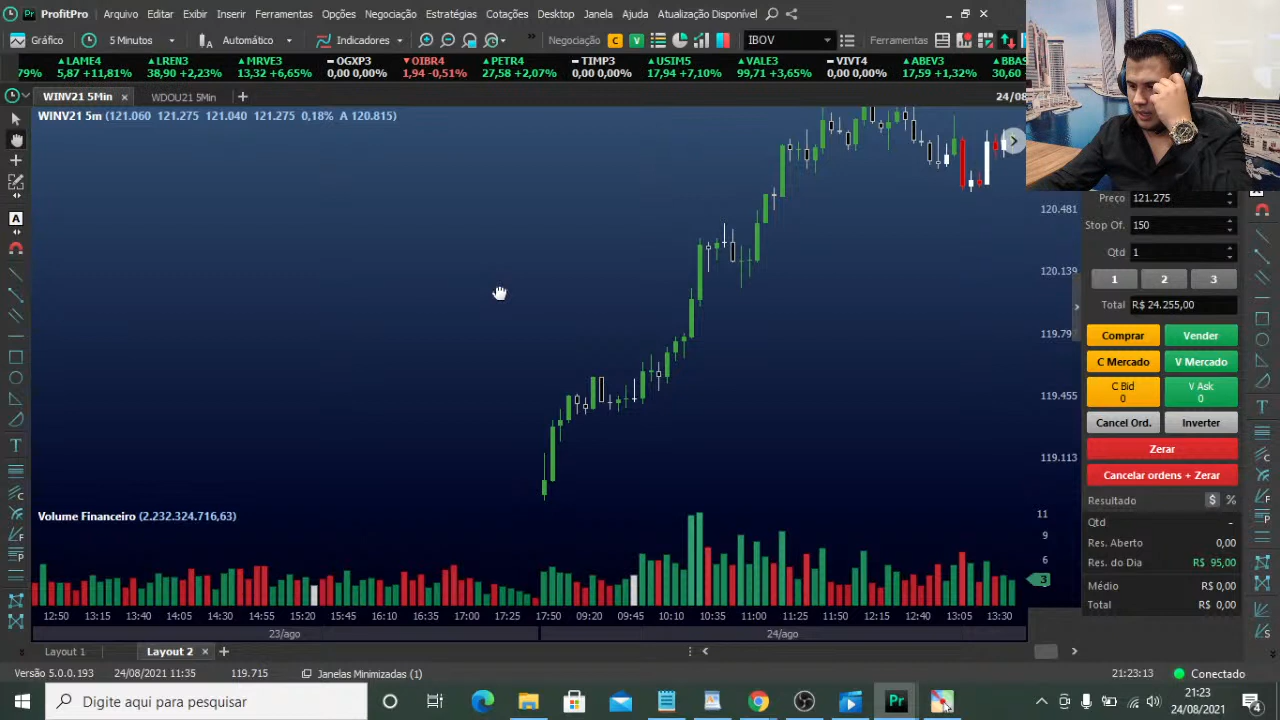 ProfitPro Arquivo Editar Exibir Inserir Ferramentas Opções Negociação Estratégias Cotações Desktop Janela Ajuda Atualização Disponível
Gráfico 5 Minutos Automático Indicadores Negociação C V IBOV Ferramentas
LAME4 LREN3 MRVE3 OGXP3 OIBR4 PETR4 TIMP3 USIM5 VALE3 VIVT4 ABEV3 BBAS
79% 5,87 +11,81% 38,90 +2,23% 13,32 +6,65% 0,00 0,00% 1,94 -0,51% 27,58 +2,07% 0,00 0,00% 17,94 +7,10% 99,71 +3,65% 0,00 0,00% 17,59 +1,32% 30,60
WINV21 5Min WDOU21 5Min 24/08
WINV21 5m (121.060 121.275 121.040 121.275 0,18% A 120.815)
Preço 121.275
120.481
Stop Of. 150
Qtd 1
120.139
1 2 3
Total R$ 24.255,00
119.79
Comprar Vender
C Mercado V Mercado
C Bid V Ask
0 0
119.455
Cancel Ord. Inverter
Zerar
119.113
Cancelar ordens + Zerar
Resultado $ %
Volume Financeiro (2.232.324.716,63)
11
Qtd -
9
Res. Aberto 0,00
6
Res. do Dia R$ 95,00
3
Médio R$ 0,00
Total R$ 0,00
12:50 13:15 13:40 14:05 14:30 14:55 15:20 15:45 16:10 16:35 17:00 17:25 17:50 09:20 09:45 10:10 10:35 11:00 11:25 11:50 12:15 12:40 13:05 13:30
23/ago 24/ago
Layout 1 Layout 2
Versão 5.0.0.193 24/08/2021 11:35 119.715 Janelas Minimizadas (1) 21:23:13 Conectado
Digite aqui para pesquisar
Pr
21:23
24/08/2021
4